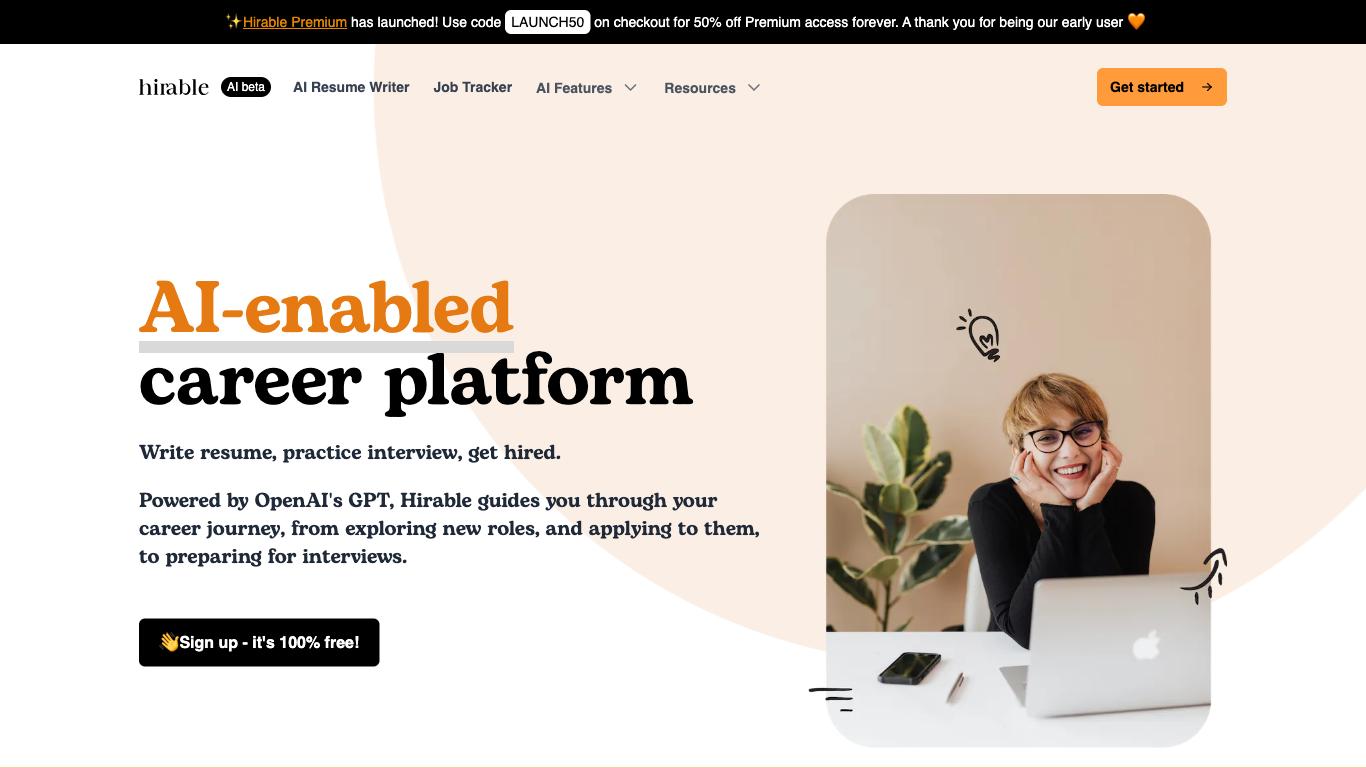 ✨Hirable Premium has launched! Use code LAUNCH50 on checkout for 50% off Premium access forever. A thank you for being our early user 🧡
hirable AI beta AI Resume Writer Job Tracker AI Features Resources Get started →
AI-enabled
career platform
Write resume, practice interview, get hired.
Powered by OpenAI's GPT, Hirable guides you through your
career journey, from exploring new roles, and applying to them,
to preparing for interviews.
👋Sign up - it's 100% free!